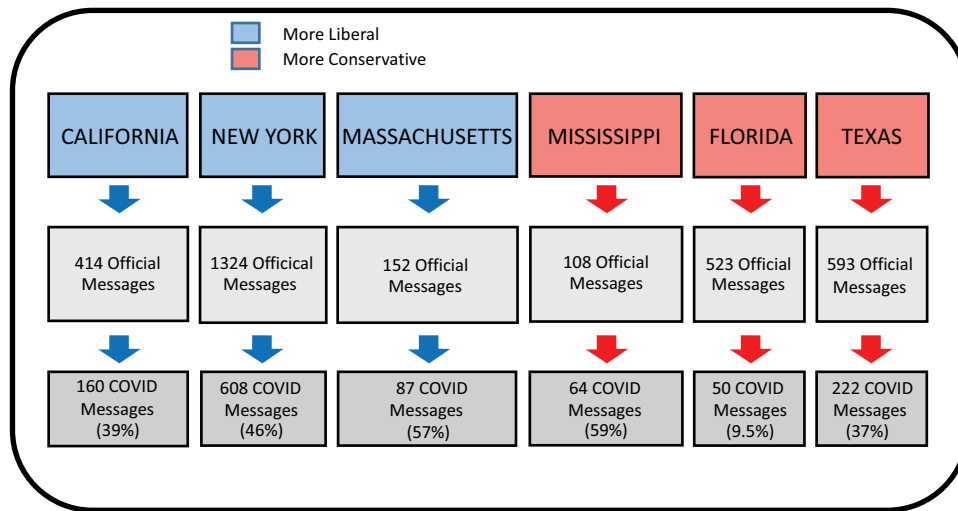 More Liberal
More Conservative
CALIFORNIA
NEW YORK
MASSACHUSETTS
MISSISSIPPI
FLORIDA
TEXAS
414 Official
Messages
1324 Officical
Messages
152 Official
Messages
108 Official
Messages
523 Official
Messages
593 Official
Messages
160 COVID
Messages
(39%)
608 COVID
Messages
(46%)
87 COVID
Messages
(57%)
64 COVID
Messages
(59%)
50 COVID
Messages
(9.5%)
222 COVID
Messages
(37%)